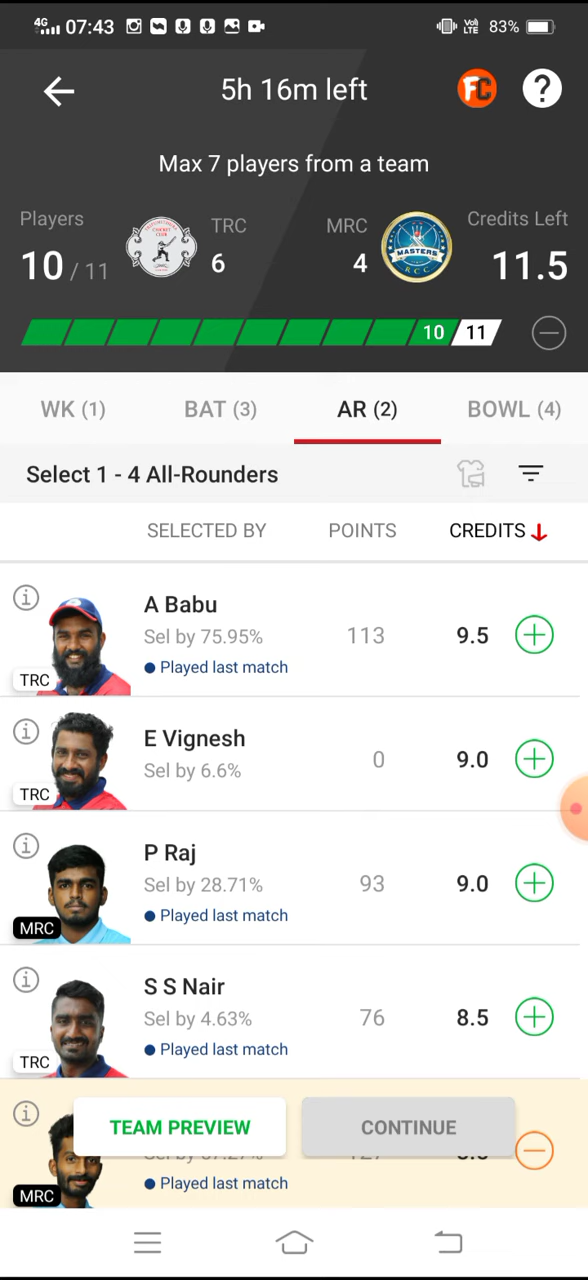 4G 07:43 VoI LTE 83%
5h 16m left FC ?
Max 7 players from a team
Players TRC MRC Credits Left
10 / 11 6 4 11.5
MASTERS
RCC
10 11
WK (1) BAT (3) AR (2) BOWL (4)
Select 1 - 4 All-Rounders
SELECTED BY POINTS CREDITS
A Babu
Sel by 75.95% 113 9.5
Played last match
TRC
E Vignesh
Sel by 6.6% 0 9.0
TRC
P Raj
Sel by 28.71% 93 9.0
Played last match
MRC
S S Nair
Sel by 4.63% 76 8.5
Played last match
TRC
TEAM PREVIEW CONTINUE
Played last match
MRC